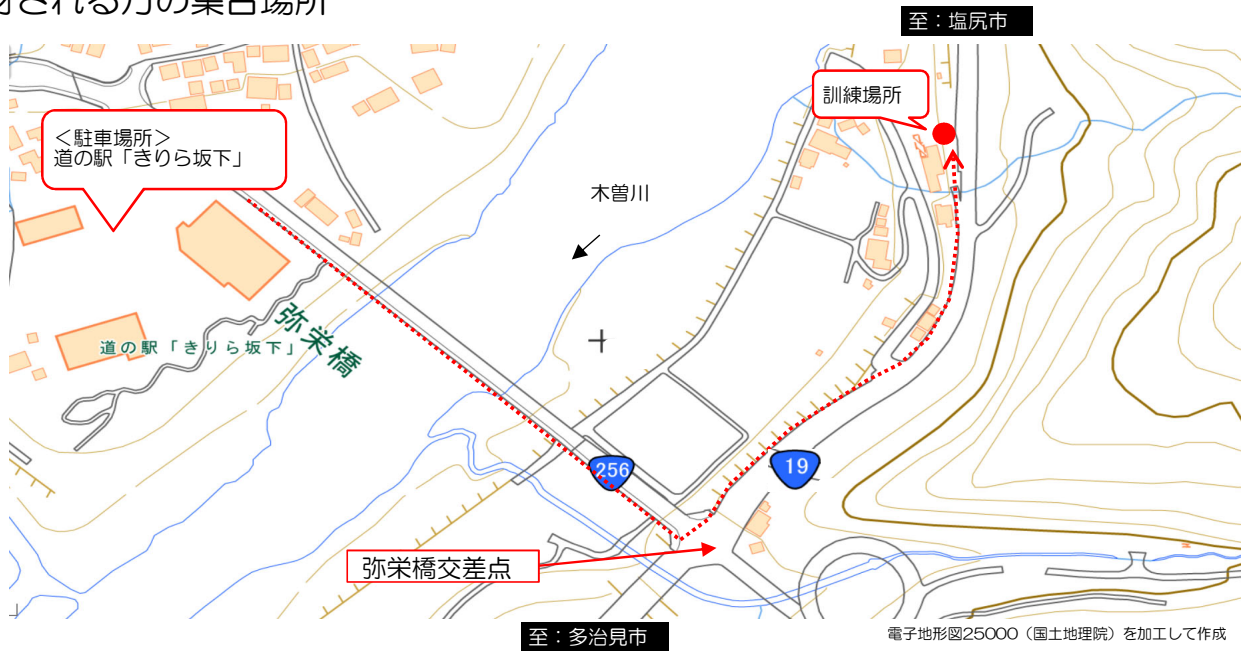 される方の集合場所
至：塩尻市
訓練場所
＜駐車場所＞
道の駅「きりら坂下」
木曽川
弥栄橋
道の駅「きりら坂下」
256
19
弥栄橋交差点
至：多治見市
電子地形図25000（国土地理院）を加工して作成